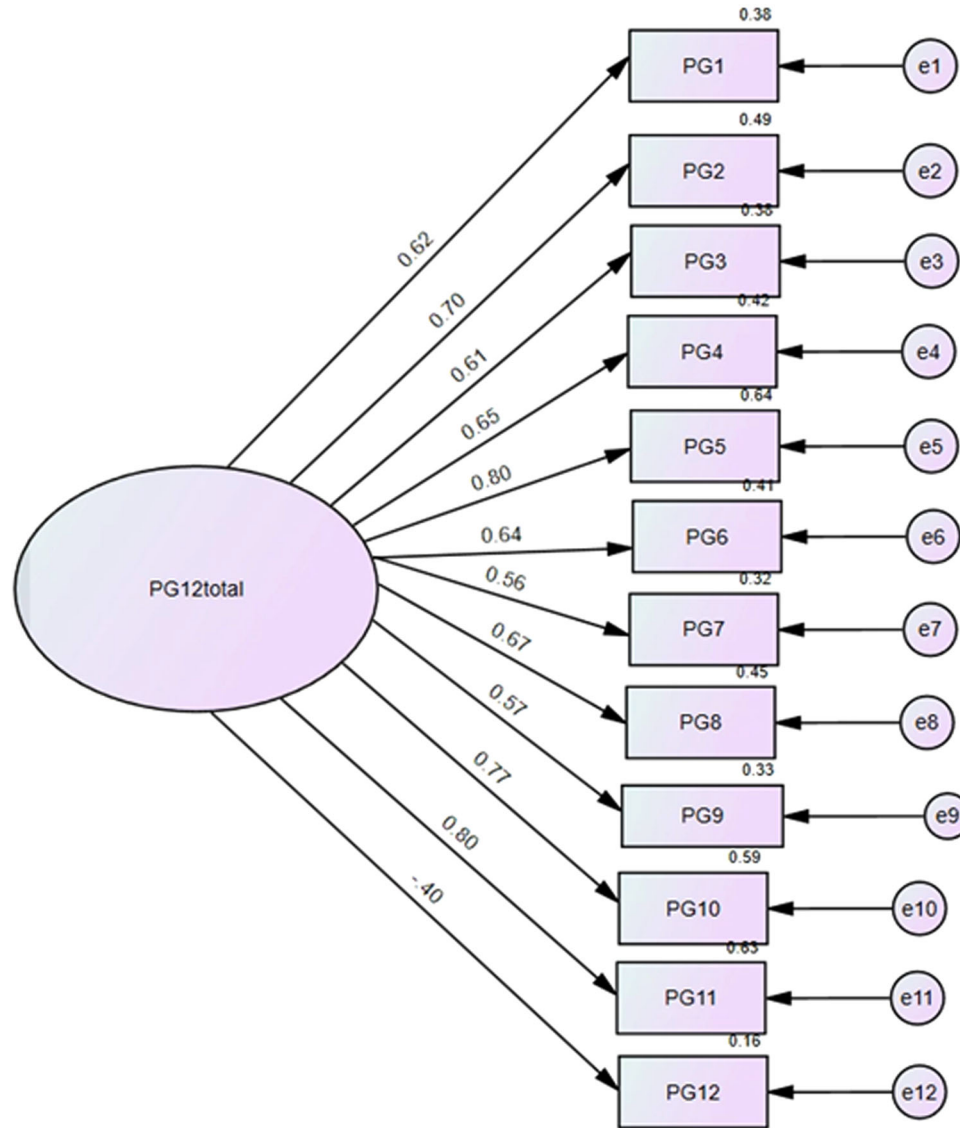 0.38
PG1
e1
0.49
PG2
e2
0.62
0.38
PG3
e3
0.70
0.42
PG4
e4
0.61
0.64
0.65
PG5
e5
0.80
0.41
PG6
e6
0.64
0.32
0.56
PG12total
PG7
e7
0.67
0.45
0.57
PG8
e8
0.33
0.77
PG9
e9
0.80
0.59
-.40
PG10
e10
0.63
PG11
e11
0.16
PG12
e12